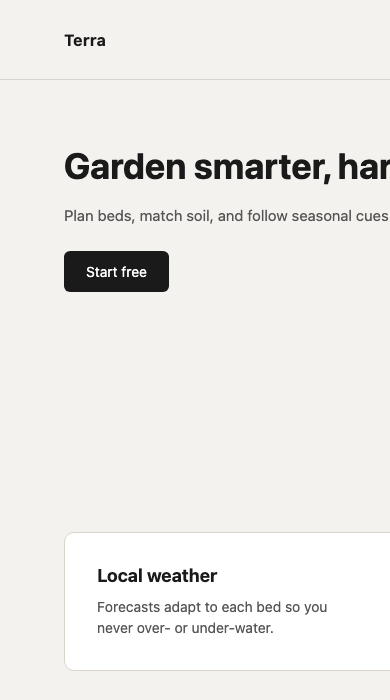 Terra
Garden smarter, har
Plan beds, match soil, and follow seasonal cues
Start free
Local weather
Forecasts adapt to each bed so you
never over- or under-water.